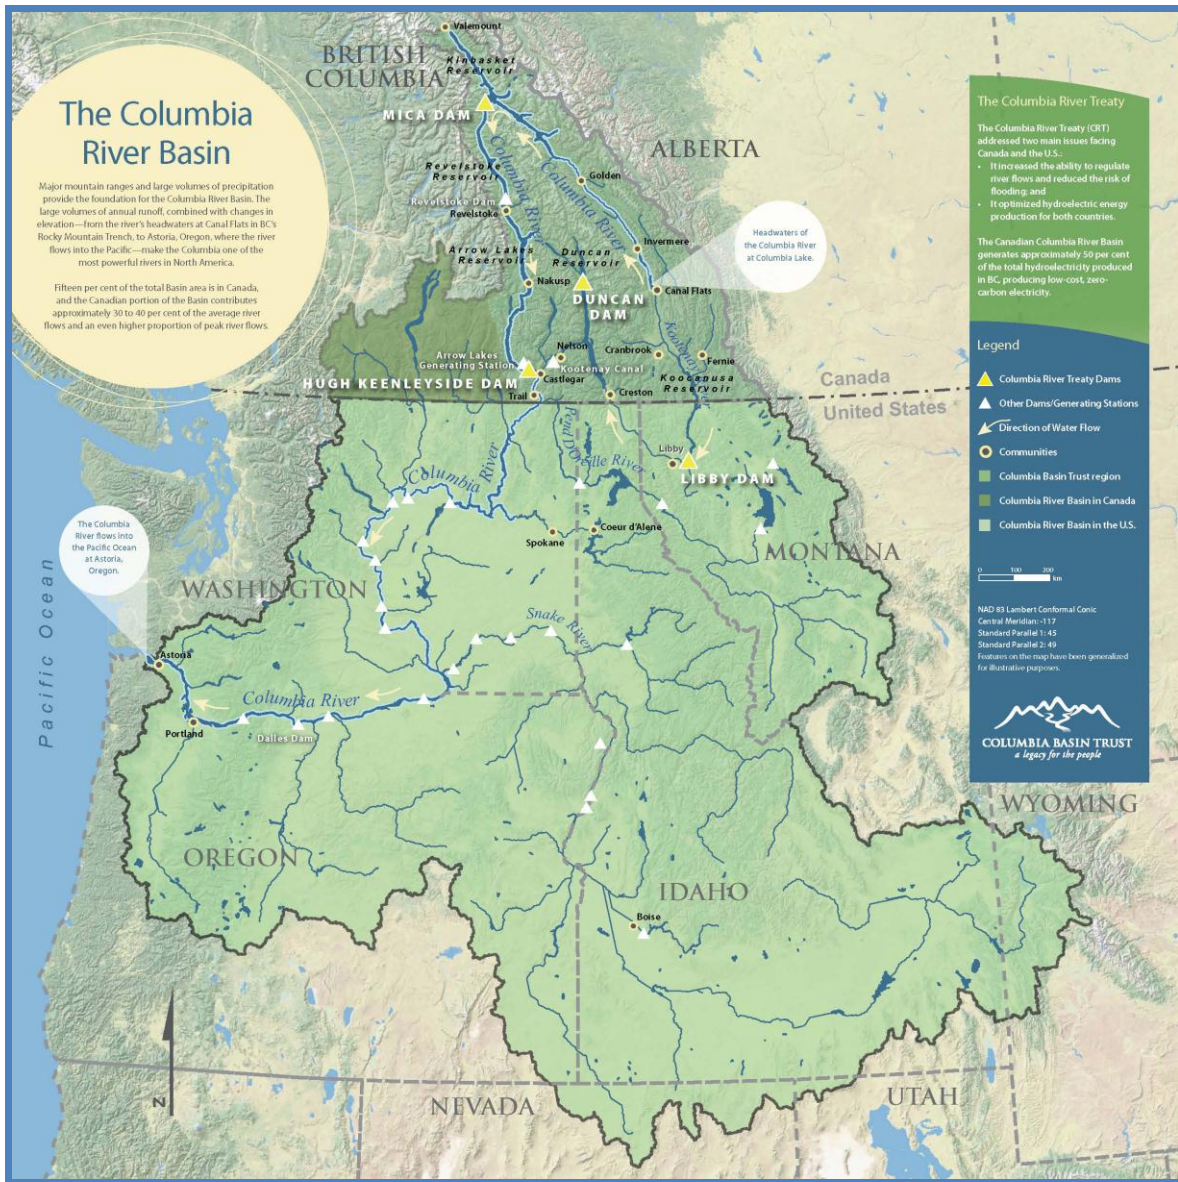 The Columbia
River Basin
Major mountain ranges and large volumes of precipitation
provide the foundation for the Columbia River Basin. The
large volumes of annual runoff, combined with changes in
elevation—from the river's headwaters at Canal Flats in BC's
Rocky Mountain Trench, to Astoria, Oregon, where the river
flows into the Pacific—make the Columbia one of the
most powerful rivers in North America.
Fifteen per cent of the total Basin area is in Canada,
and the Canadian portion of the Basin contributes
approximately 30 to 40 per cent of the average river
flows and an even higher proportion of peak river flows.
Valemount
BRITISH
COLUMBIA
Kinbasket
Reservoir
MICA DAM
ALBERTA
Columbia River
Columbia River
Golden
Revelstoke
Reservoir
Revelstoke Dam
Revelstoke
Invermere
Arrow Lakes
Reservoir
Duncan
Reservoir
Nakusp
DUNCAN
DAM
Canal Flats
Headwaters of
the Columbia River
at Columbia Lake.
Kootenay River
Nelson
Cranbrook
Fernie
Arrow Lakes
Generating Station
Kootenay Canal
HUGH KEENLEYSIDE DAM
Castlegar
Koocanusa
Reservoir
Trail
Creston
Canada
United States
Pend D'Oreille River
Libby
LIBBY DAM
Columbia River
The Columbia
River flows into
the Pacific Ocean
at Astoria,
Oregon.
Spokane
Coeur d'Alene
MONTANA
WASHINGTON
Pacific Ocean
Snake River
Astoria
Columbia River
Portland
Dalles Dam
OREGON
IDAHO
WYOMING
Boise
N
NEVADA
UTAH
The Columbia River Treaty
The Columbia River Treaty (CRT)
addressed two main issues facing
Canada and the U.S.:
• It increased the ability to regulate
river flows and reduced the risk of
flooding; and
• It optimized hydroelectric energy
production for both countries.
The Canadian Columbia River Basin
generates approximately 50 per cent
of the total hydroelectricity produced
in BC, producing low-cost, zero-
carbon electricity.
Legend
Columbia River Treaty Dams
Other Dams/Generating Stations
Direction of Water Flow
Communities
Columbia Basin Trust region
Columbia River Basin in Canada
Columbia River Basin in the U.S.
0 100 200
km
NAD 83 Lambert Conformal Conic
Central Meridian: -117
Standard Parallel 1: 45
Standard Parallel 2: 49
Features on the map have been generalized
for illustrative purposes.
COLUMBIA BASIN TRUST
a legacy for the people